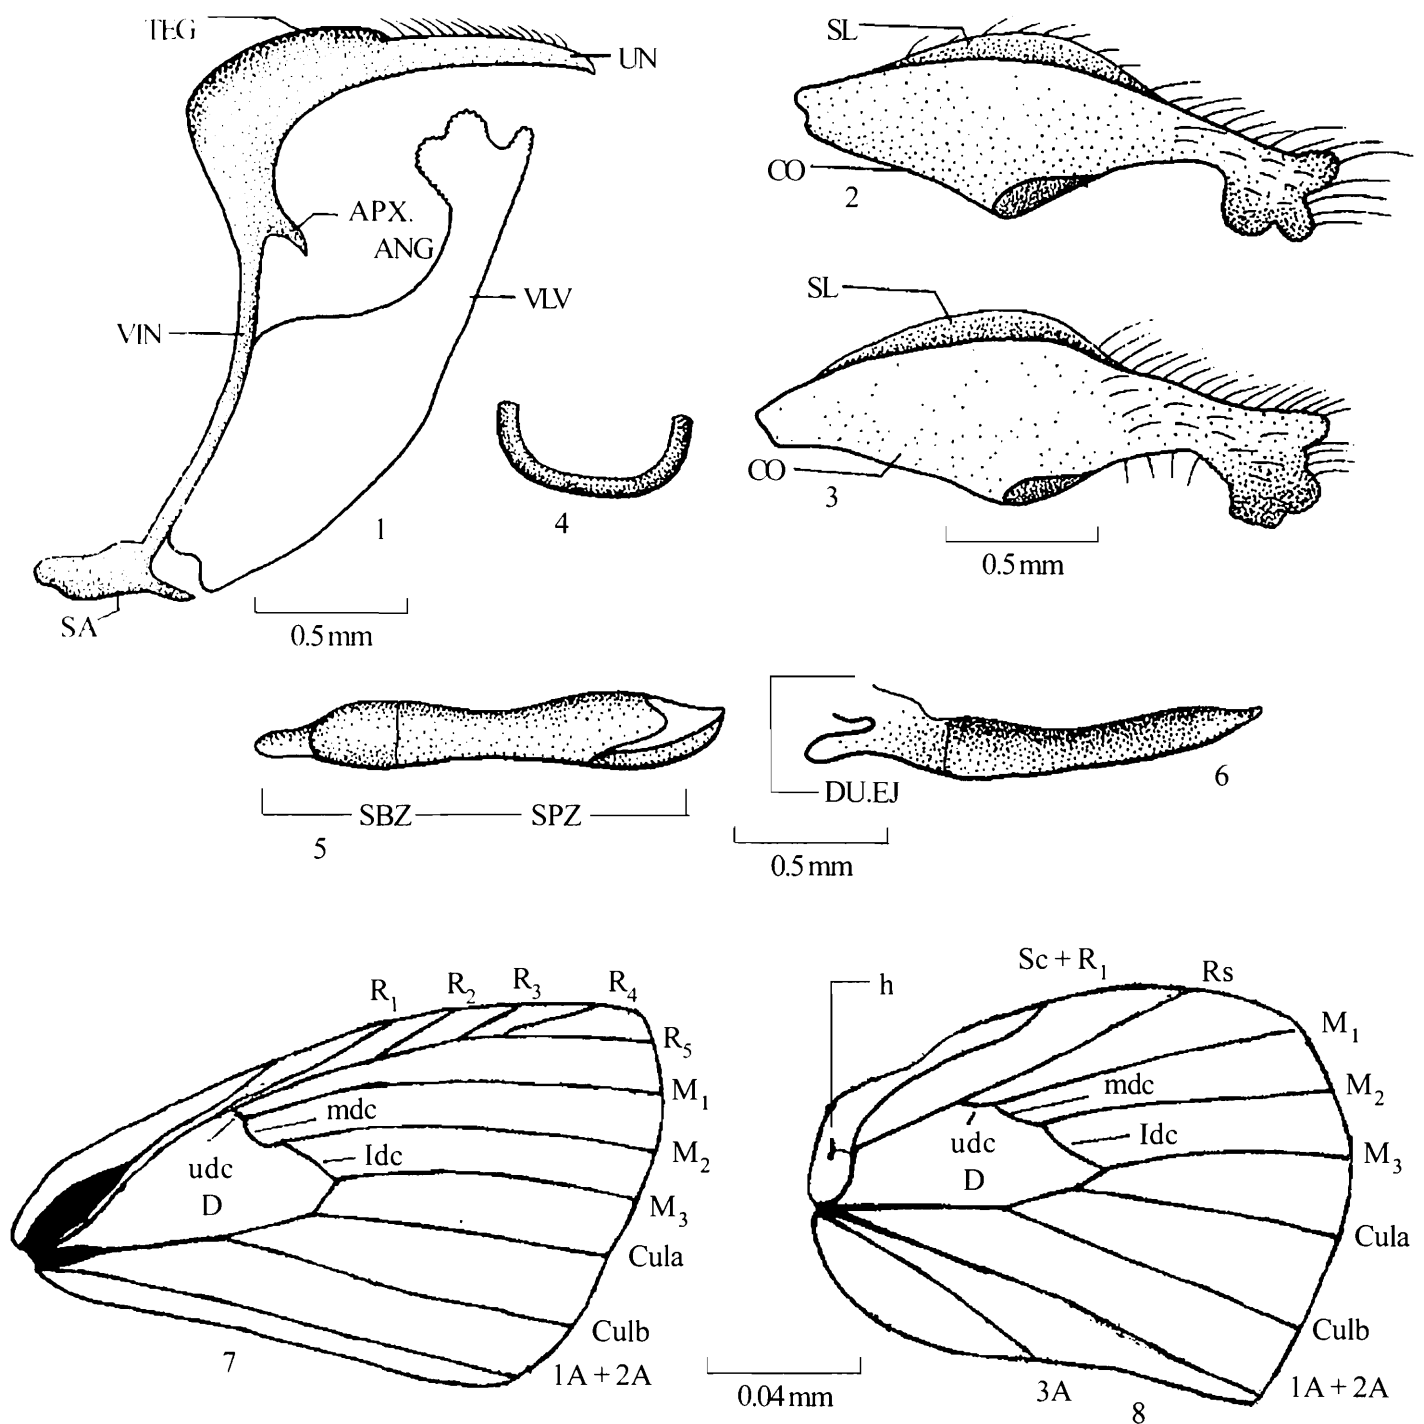 TEG
UN
APX.
ANG
VLV
VIN
SA
1
0.5 mm
SL
CO
2
SL
CO
3
0.5 mm
4
SBZ
SPZ
5
DU.EJ
6
0.5 mm
R1
R2
R3
R4
R5
M1
mdc
M2
Idc
udc
D
M3
Cula
Culb
1A + 2A
7
0.04 mm
Sc + R1
Rs
h
M1
mdc
M2
Idc
udc
D
M3
Cula
Culb
1A + 2A
3A
8